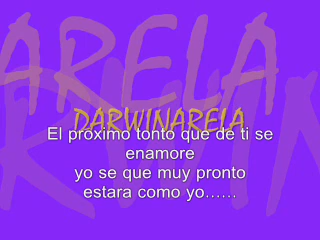 DARWINARELA
El proximo tonto que de ti se
enamore
yo se que muy pronto
estara como yo......